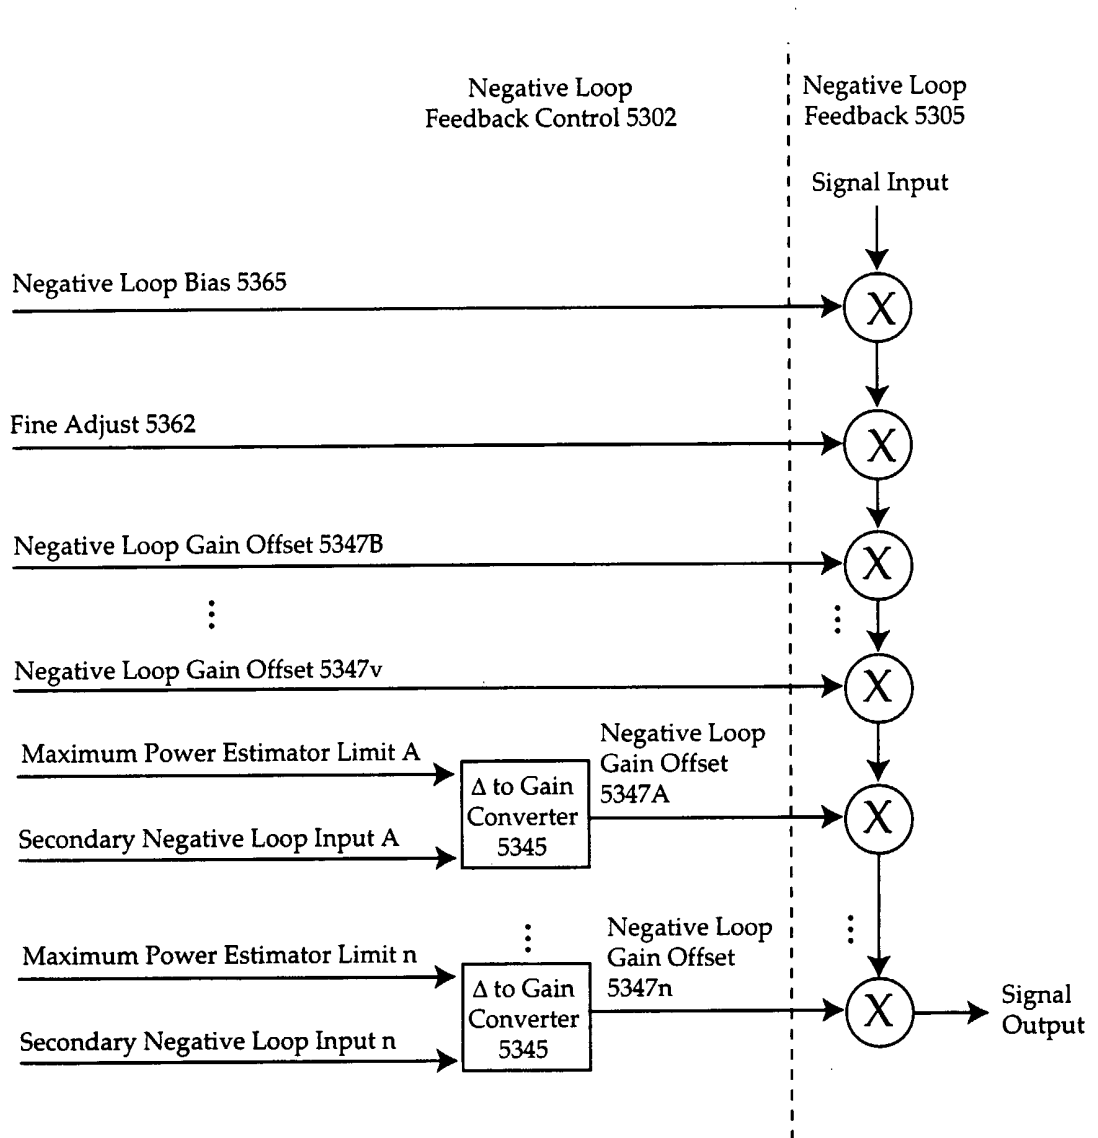 Negative Loop
Feedback Control 5302
Negative Loop
Feedback 5305
Signal Input
Negative Loop Bias 5365
X
Fine Adjust 5362
X
Negative Loop Gain Offset 5347B
X
Negative Loop Gain Offset 5347v
X
Maximum Power Estimator Limit A
Secondary Negative Loop Input A
Δ to Gain
Converter
5345
Negative Loop
Gain Offset
5347A
X
Maximum Power Estimator Limit n
Secondary Negative Loop Input n
Δ to Gain
Converter
5345
Negative Loop
Gain Offset
5347n
X
Signal
Output